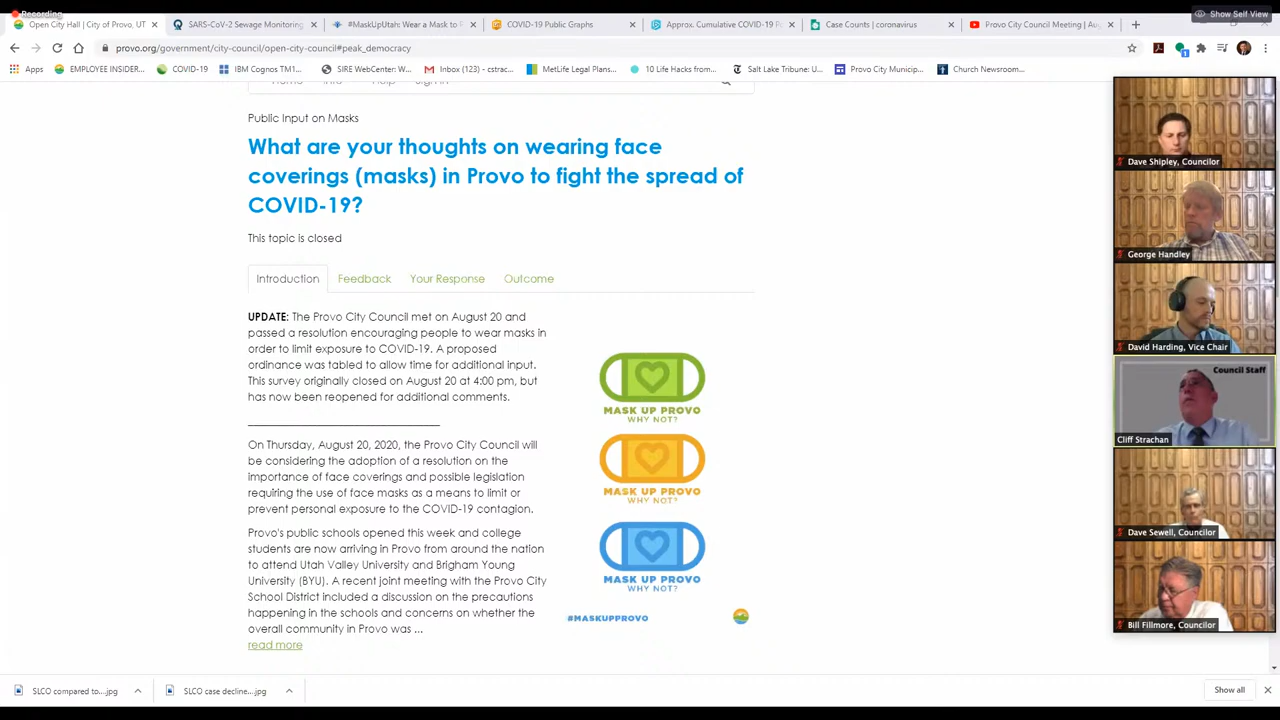 Recording
Show Self View
Open City Hall | City of Provo, UT
SARS-CoV-2 Sewage Monitoring
#MaskUpUtah: Wear a Mask to
COVID-19 Public Graphs
Approx. Cumulative COVID-19 P
Case Counts | coronavirus
Provo City Council Meeting | Au
provo.org/government/city-council/open-city-council#peak_democracy
Apps
EMPLOYEE INSIDER...
COVID-19
IBM Cognos TM1...
SIRE WebCenter: W...
Inbox (123) - cstrac...
MetLife Legal Plans...
10 Life Hacks from...
Salt Lake Tribune: U...
Provo City Municip...
Church Newsroom...
Public Input on Masks
What are your thoughts on wearing face
coverings (masks) in Provo to fight the spread of
COVID-19?
This topic is closed
Introduction
Feedback
Your Response
Outcome
UPDATE: The Provo City Council met on August 20 and
passed a resolution encouraging people to wear masks in
order to limit exposure to COVID-19. A proposed
ordinance was tabled to allow time for additional input.
This survey originally closed on August 20 at 4:00 pm, but
has now been reopened for additional comments.
On Thursday, August 20, 2020, the Provo City Council will
be considering the adoption of a resolution on the
importance of face coverings and possible legislation
requiring the use of face masks as a means to limit or
prevent personal exposure to the COVID-19 contagion.
Provo's public schools opened this week and college
students are now arriving in Provo from around the nation
to attend Utah Valley University and Brigham Young
University (BYU). A recent joint meeting with the Provo City
School District included a discussion on the precautions
happening in the schools and concerns on whether the
overall community in Provo was ...
read more
MASK UP PROVO
WHY NOT?
MASK UP PROVO
WHY NOT?
MASK UP PROVO
WHY NOT?
#MASKUPPROVO
Dave Shipley, Councilor
George Handley
David Harding, Vice Chair
Council Staff
Cliff Strachan
Dave Sewell, Councilor
Bill Fillmore, Councilor
SLCO compared to....jpg
SLCO case decline...jpg
Show all